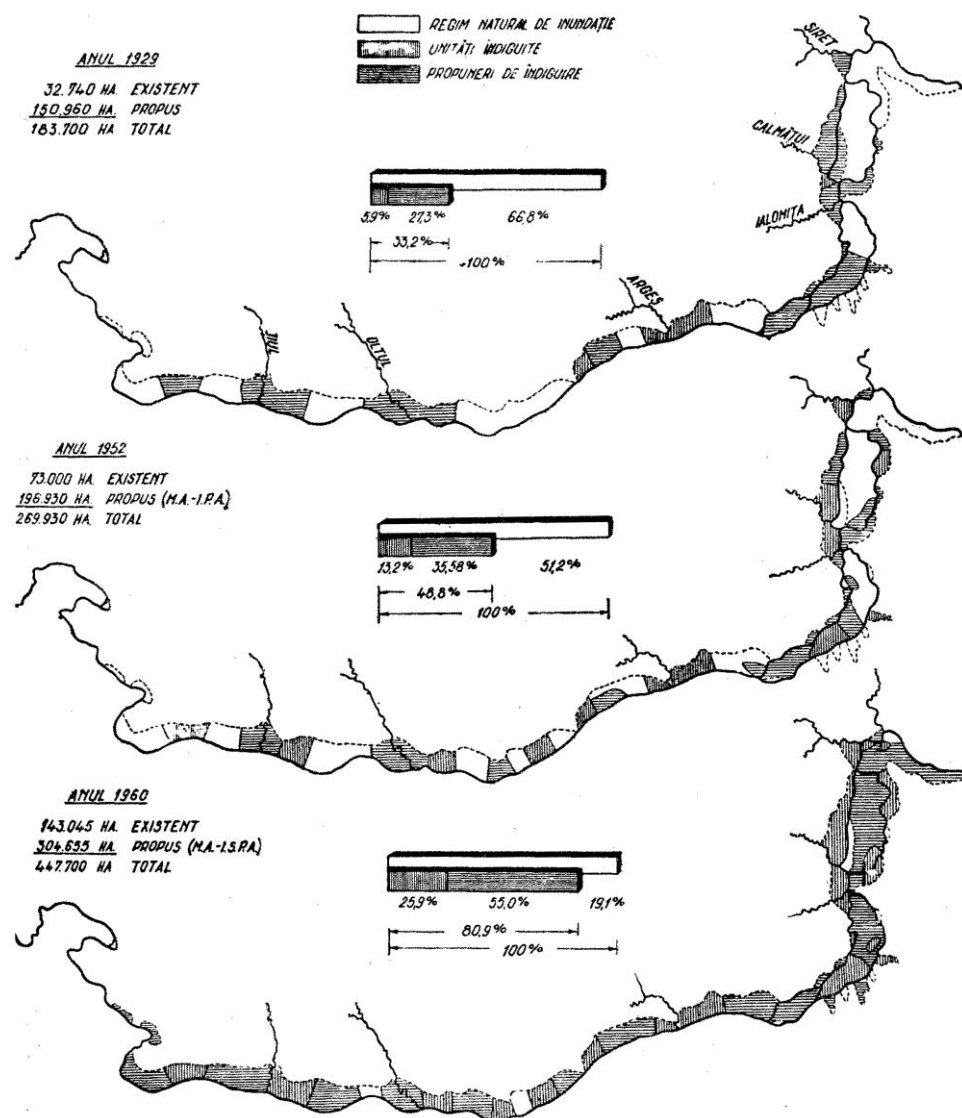 REGIM NATURAL DE INUNDAȚIE
UNITĂȚI ÎNDIGUITE
PROPUNERI DE ÎNDIGUIRE
ANUL 1929
32.740 HA. EXISTENT
150.960 HA. PROPUS
183.700 HA TOTAL
5,9% 27,3% 66,8%
33,2%
100%
SIRET
CALMĂȚUI
IALOMIȚA
ARGEȘ
OLTUL
JIUL
ANUL 1952
73.000 HA. EXISTENT
196.930 HA. PROPUS (M.A.-I.P.A.)
269.930 HA. TOTAL
13,2% 35,58% 51,2%
48,8%
100%
ANUL 1960
143.045 HA. EXISTENT
304.655 HA. PROPUS (M.A.-I.S.P.A.)
447.700 HA TOTAL
25,9% 55,0% 19,1%
80,9%
100%